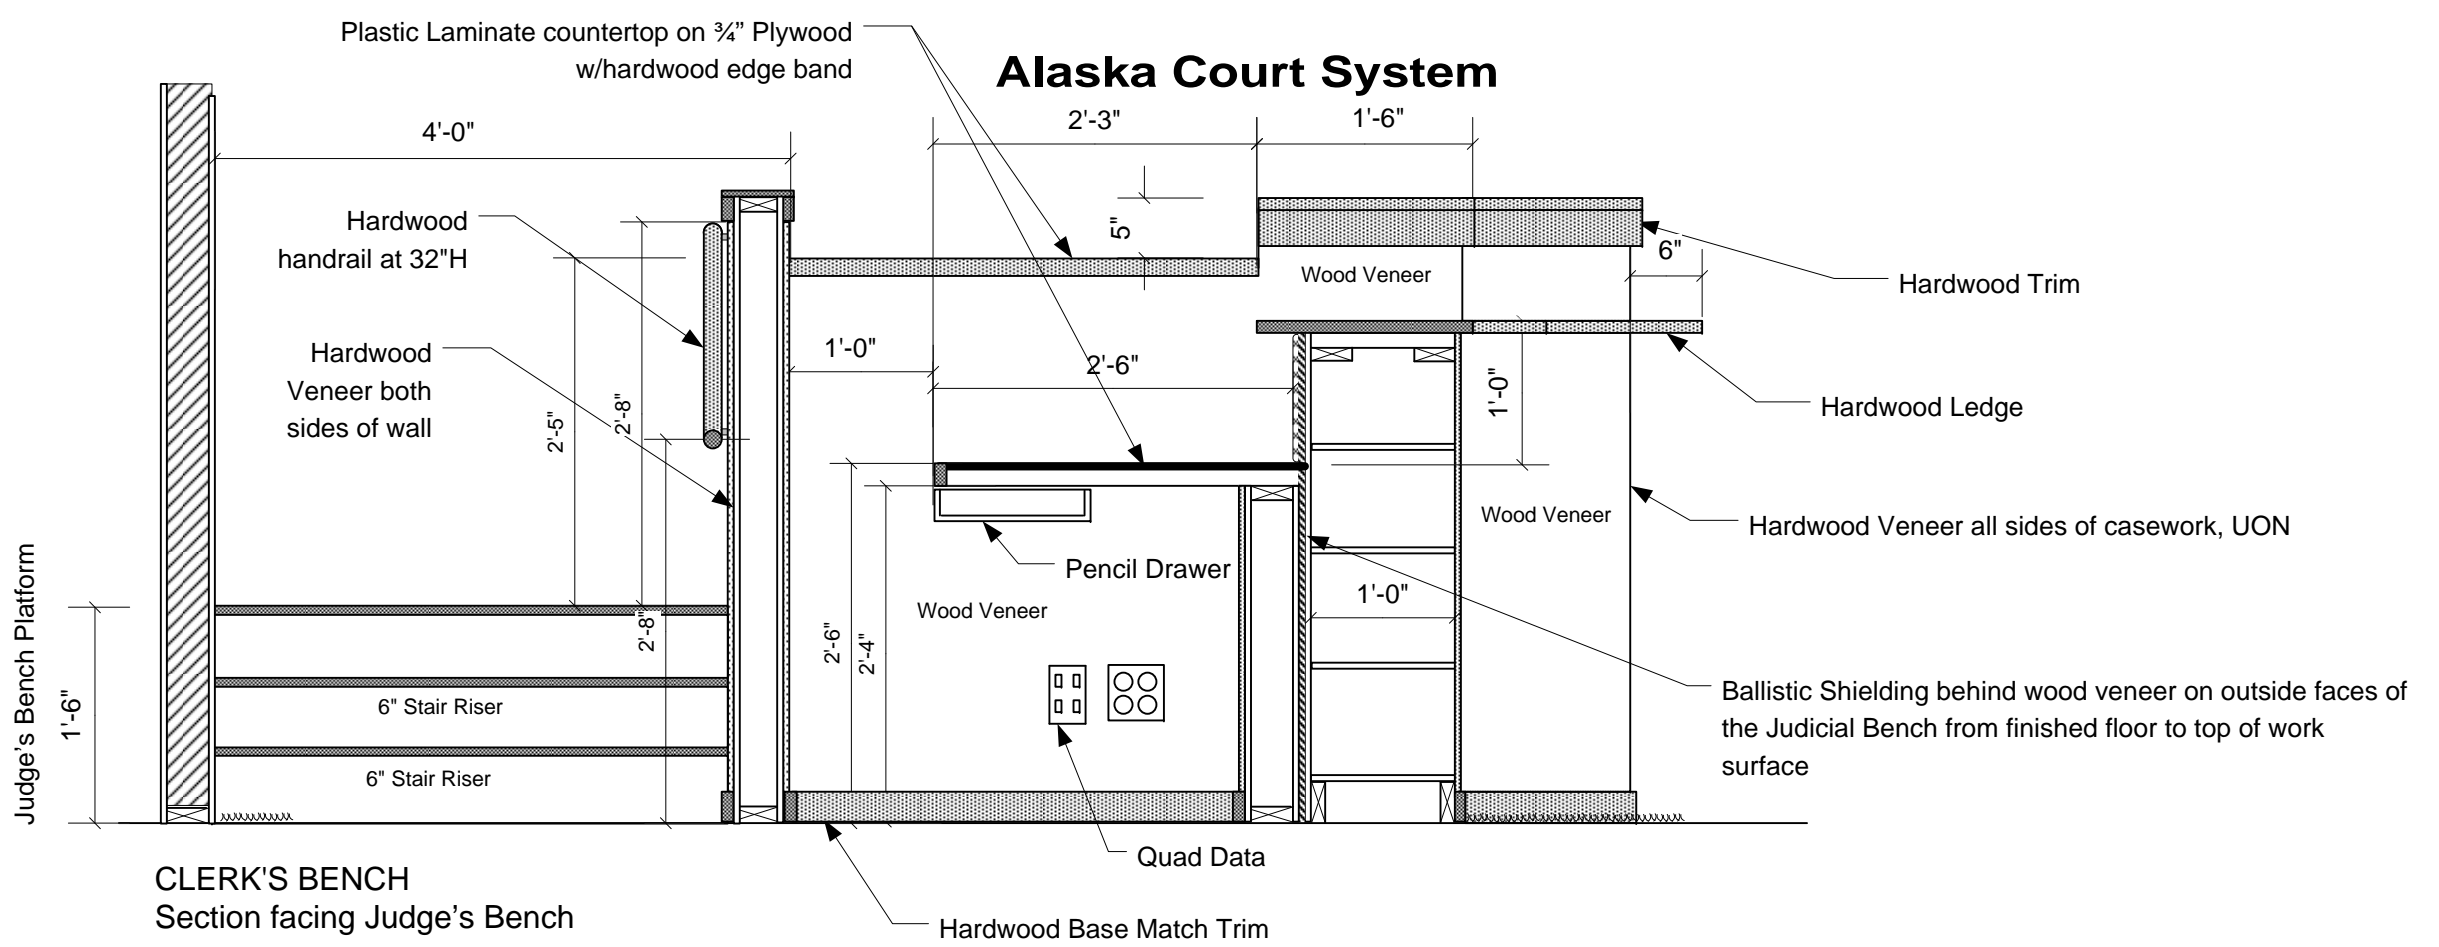 Plastic Laminate countertop on ¾” Plywood
w/hardwood edge band
Alaska Court System
4'-0"
2'-3"
1'-6"
Hardwood
handrail at 32"H
5"
6"
Wood Veneer
Hardwood Trim
Hardwood
Veneer both
sides of wall
1'-0"
2'-6"
2'-5"
2'-8"
1'-0"
Hardwood Ledge
Wood Veneer
Hardwood Veneer all sides of casework, UON
Pencil Drawer
Wood Veneer
1'-0"
2'-8"
2'-6"
2'-4"
Judge’s Bench Platform
1'-6"
6" Stair Riser
6" Stair Riser
Ballistic Shielding behind wood veneer on outside faces of
the Judicial Bench from finished floor to top of work
surface
Quad Data
CLERK'S BENCH
Section facing Judge’s Bench
Hardwood Base Match Trim